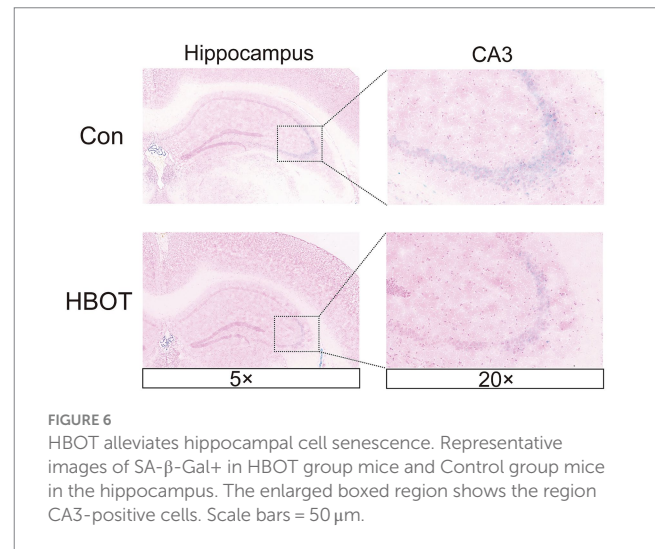 Hippocampus CA3
Con
HBOT
5× 20×
FIGURE 6
HBOT alleviates hippocampal cell senescence. Representative
images of SA-β-Gal+ in HBOT group mice and Control group mice
in the hippocampus. The enlarged boxed region shows the region
CA3-positive cells. Scale bars = 50 μm.